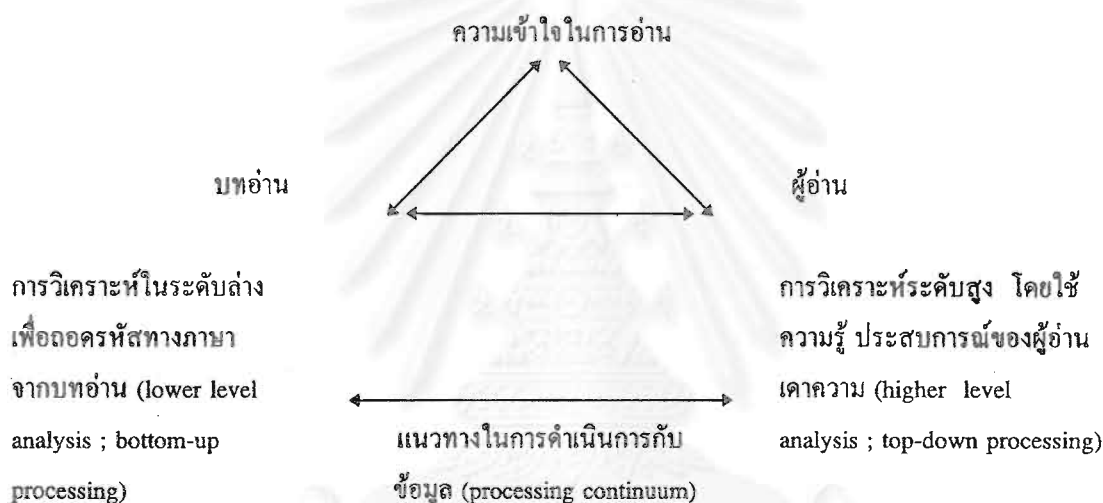 ความเข้าใจในการอ่าน
บทอ่าน
ผู้อ่าน
การวิเคราะห์ในระดับล่าง
เพื่อถอดรหัสทางภาษา
จากบทอ่าน (lower level
analysis ; bottom-up
processing)
แนวทางในการดำเนินการกับ
ข้อมูล (processing continuum)
การวิเคราะห์ระดับสูง โดยใช้
ความรู้ ประสบการณ์ของผู้อ่าน
เดาความ (higher level
analysis ; top-down processing)